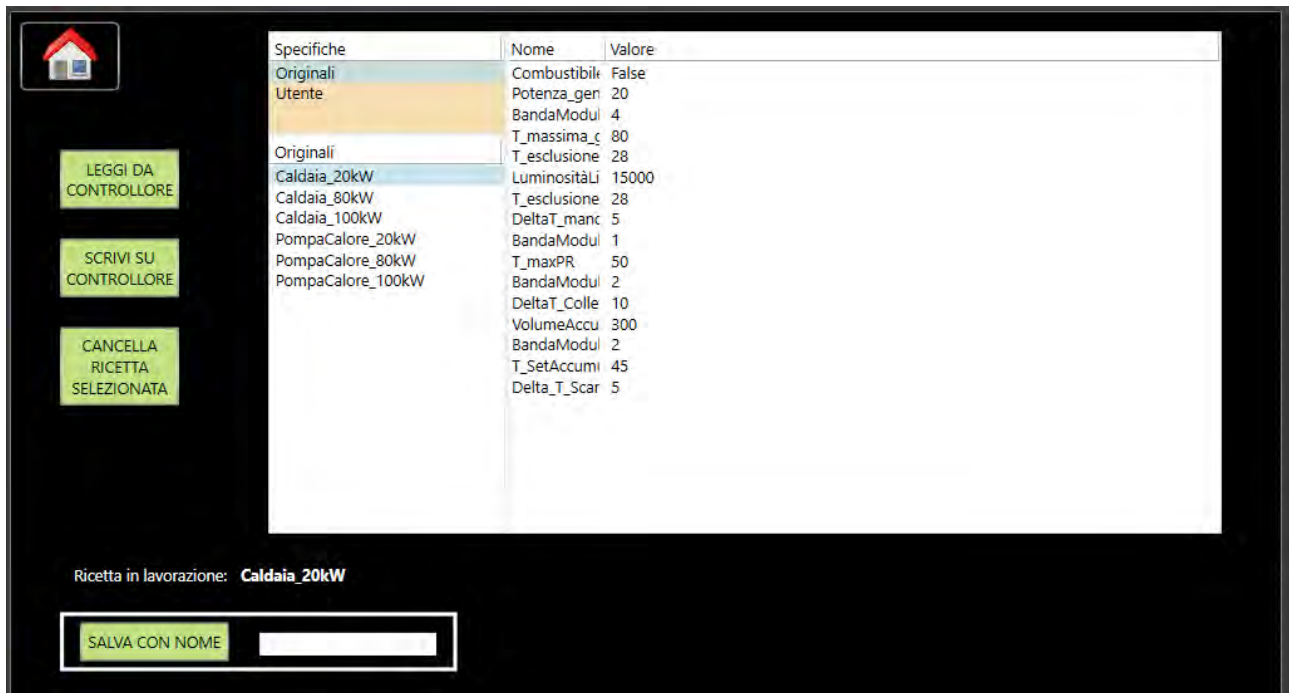 Specifiche
Originali
Utente
Originali
Caldaia_20kW
Caldaia_80kW
Caldaia_100kW
PompaCalore_20kW
PompaCalore_80kW
PompaCalore_100kW
Nome Valore
Combustibile False
Potenza_gen 20
BandaModul 4
T_massima_g 80
T_esclusione 28
LuminositàLi 15000
T_esclusione 28
DeltaT_manc 5
BandaModul 1
T_maxPR 50
BandaModul 2
DeltaT_Colle 10
VolumeAccu 300
BandaModul 2
T_SetAccumu 45
Delta_T_Scar 5
LEGGI DA
CONTROLLORE
SCRIVI SU
CONTROLLORE
CANCELLA
RICETTA
SELEZIONATA
Ricetta in lavorazione: Caldaia_20kW
SALVA CON NOME